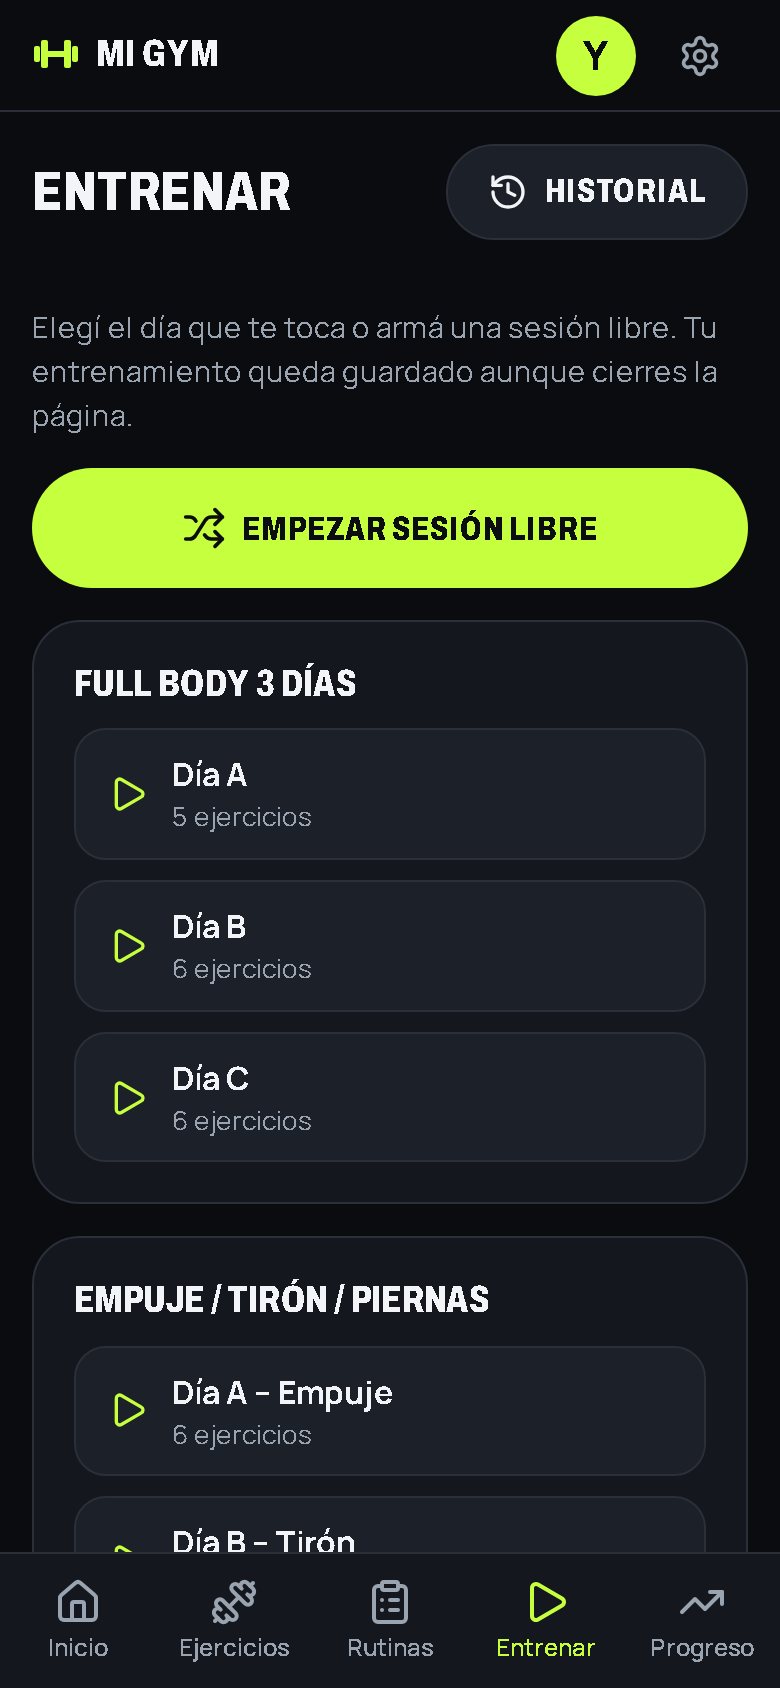 MI GYM
Y
ENTRENAR
HISTORIAL
Elegí el día que te toca o armá una sesión libre. Tu
entrenamiento queda guardado aunque cierres la
página.
EMPEZAR SESIÓN LIBRE
FULL BODY 3 DÍAS
Día A
5 ejercicios
Día B
6 ejercicios
Día C
6 ejercicios
EMPUJE / TIRÓN / PIERNAS
Día A – Empuje
6 ejercicios
Día B – Tirón
Inicio
Ejercicios
Rutinas
Entrenar
Progreso